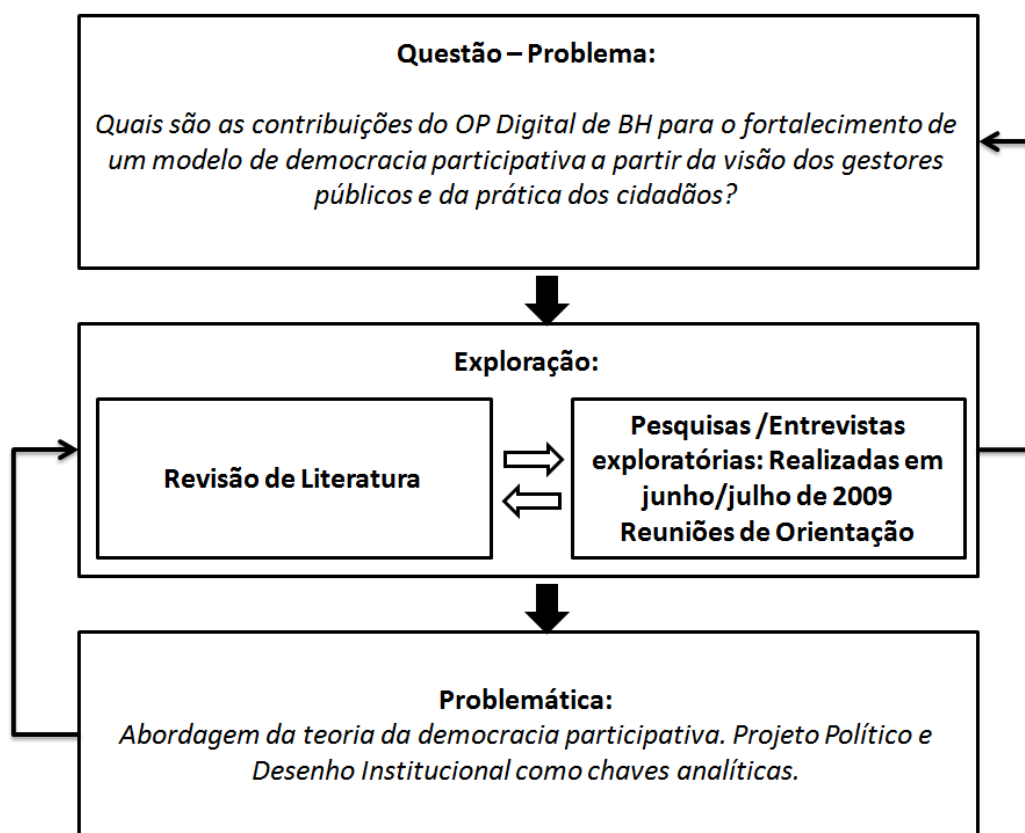 Questão – Problema:
Quais são as contribuições do OP Digital de BH para o fortalecimento de
um modelo de democracia participativa a partir da visão dos gestores
públicos e da prática dos cidadãos?
Exploração:
Revisão de Literatura
Pesquisas /Entrevistas
exploratórias: Realizadas em
junho/julho de 2009
Reuniões de Orientação
Problemática:
Abordagem da teoria da democracia participativa. Projeto Político e
Desenho Institucional como chaves analíticas.